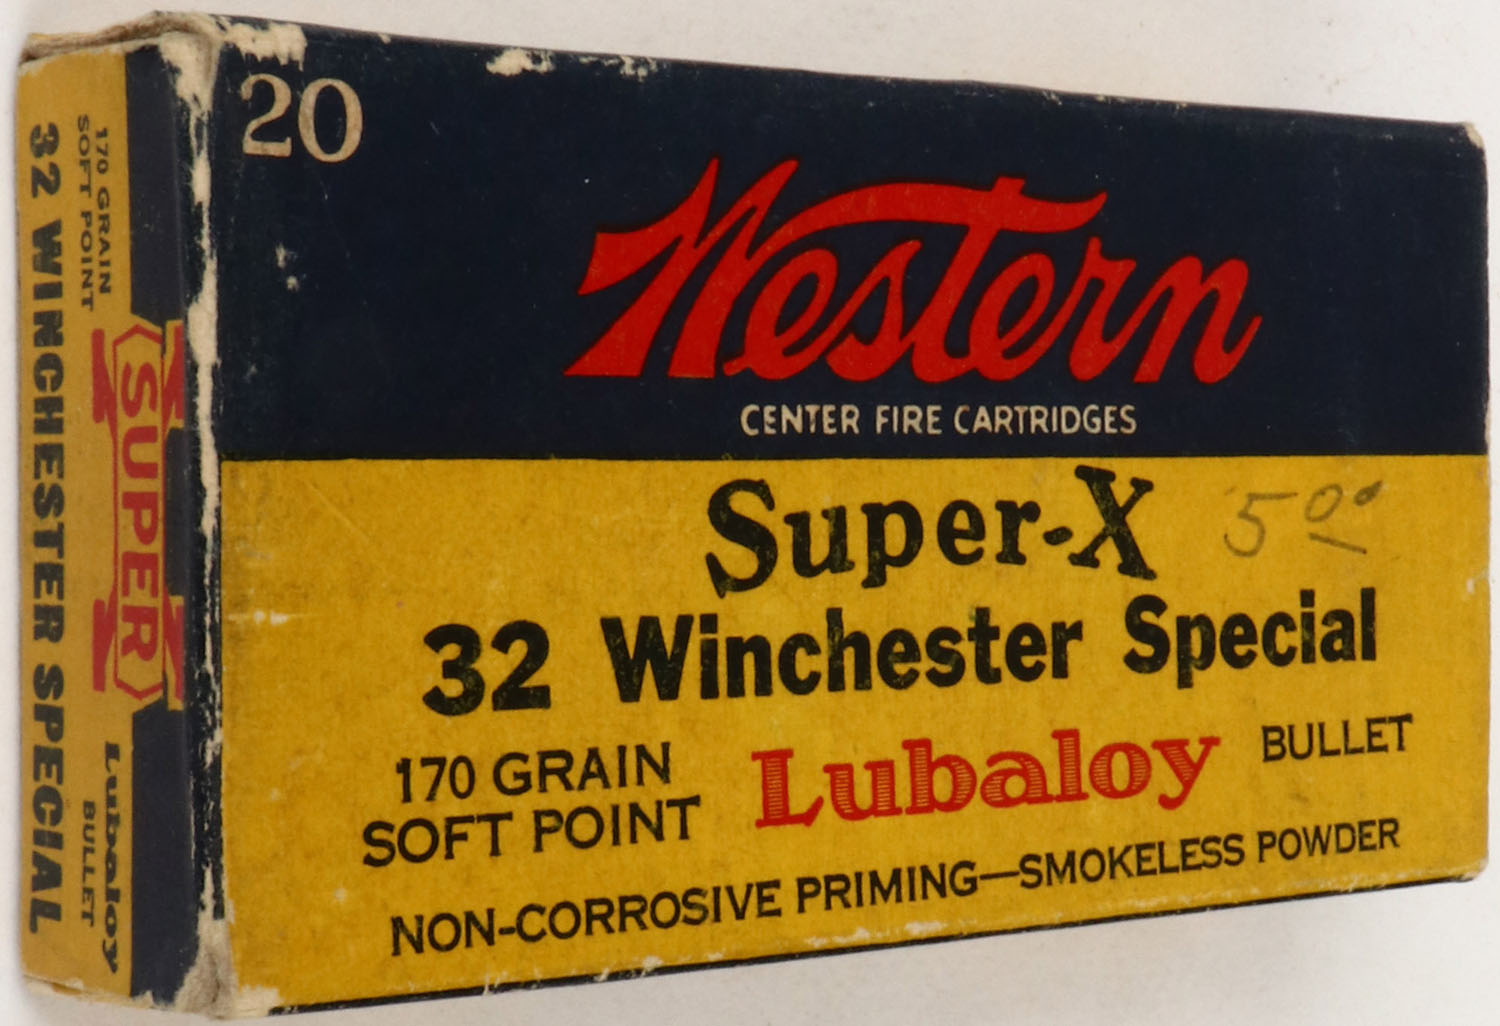 20
Western
CENTER FIRE CARTRIDGES
Super-X
5 00
32 Winchester Special
170 GRAIN
SOFT POINT
Lubaloy BULLET
NON-CORROSIVE PRIMING—SMOKELESS POWDER
170 GRAIN
SOFT POINT
SUPER
Lubaloy
BULLET
32 WINCHESTER SPECIAL